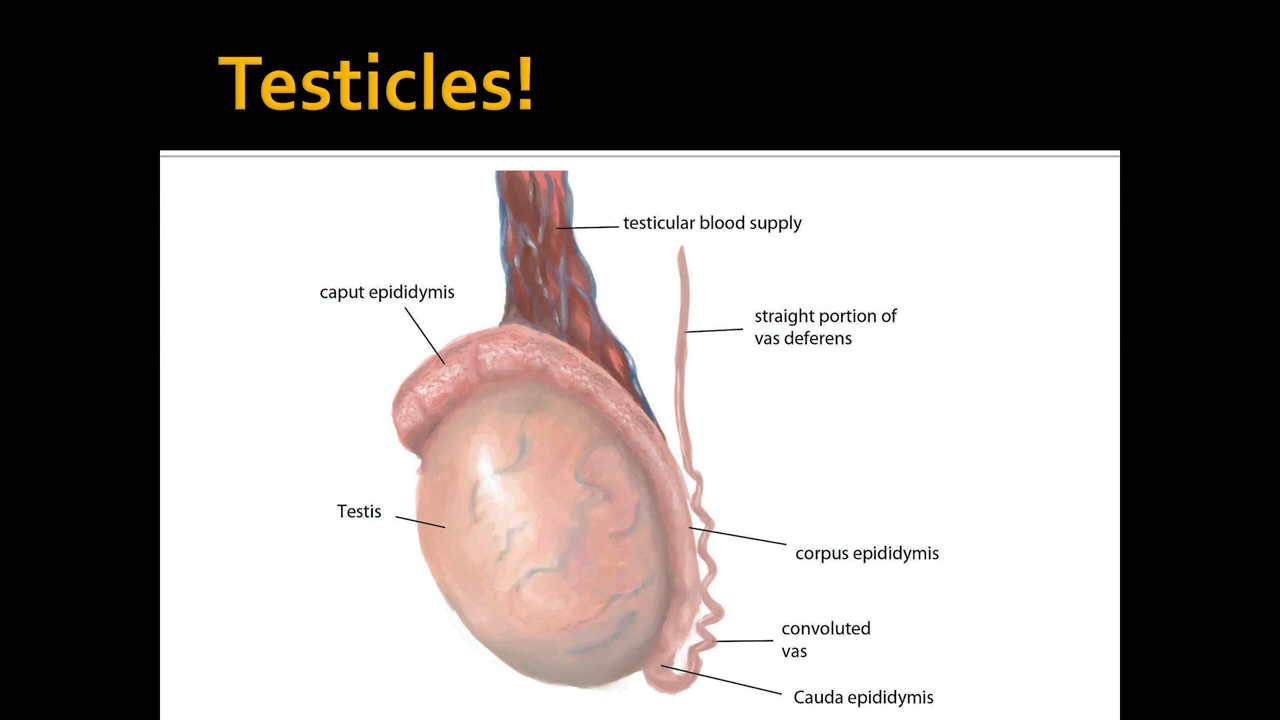 Testicles!
testicular blood supply
caput epididymis
straight portion of
vas deferens
Testis
corpus epididymis
convoluted
vas
Cauda epididymis